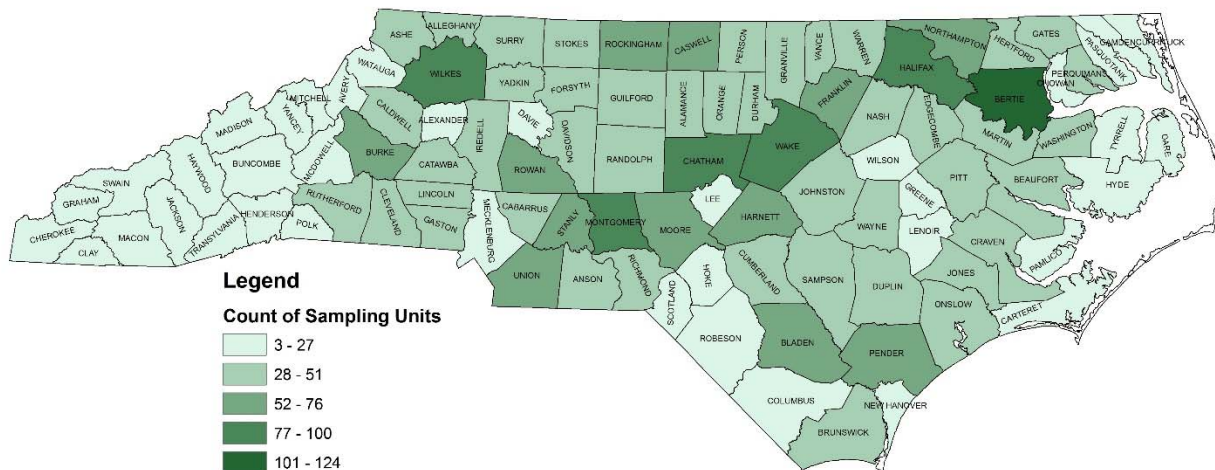 ALLEGHANY
ASHE
SURRY
STOKES
ROCKINGHAM
CASWELL
PERSON
GRANVILLE
VANCE
WARREN
HALIFAX
NORTHAMPTON
HERTFORD
GATES
CAMDEN
CURRITUCK
PASQUOTANK
PERQUIMANS
CHOWAN
BERTIE
WATAUGA
WILKES
YADKIN
FORSYTH
GUILFORD
ALAMANCE
ORANGE
DURHAM
FRANKLIN
NASH
EDGECOMBE
MARTIN
WASHINGTON
TYRRELL
DARE
AVERY
MITCHELL
YANCEY
CALDWELL
ALEXANDER
IREDELL
DAVIE
DAVIDSON
RANDOLPH
CHATHAM
WAKE
WILSON
PITT
BEAUFORT
HYDE
MADISON
BUNCOMBE
MCDOWELL
BURKE
CATAWBA
ROWAN
LEE
JOHNSTON
GREENE
SWAIN
HAYWOOD
GRAHAM
JACKSON
HENDERSON
POLK
RUTHERFORD
CLEVELAND
LINCOLN
GASTON
MECKLENBURG
CABARRUS
STANLY
MONTGOMERY
MOORE
HARNETT
WAYNE
LENOIR
CRAVEN
PAMLICO
CHEROKEE
CLAY
MACON
TRANSYLVANIA
UNION
ANSON
RICHMOND
SCOTLAND
HOKE
CUMBERLAND
SAMPSON
DUPLIN
JONES
ONSLOW
CARTERET
ROBESON
BLADEN
PENDER
COLUMBUS
NEW HANOVER
BRUNSWICK
Legend
Count of Sampling Units
3 - 27
28 - 51
52 - 76
77 - 100
101 - 124